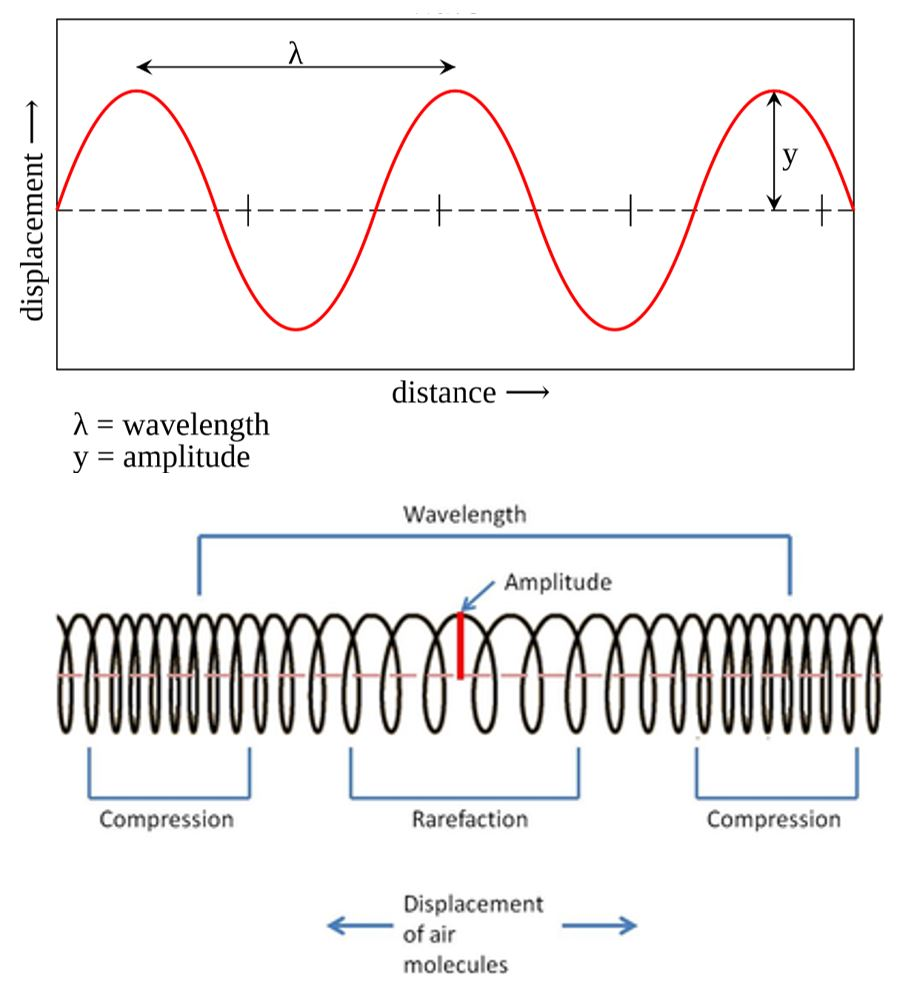 λ
y
displacement
distance
λ = wavelength
y = amplitude
Wavelength
Amplitude
Compression
Rarefaction
Compression
Displacement
of air
molecules